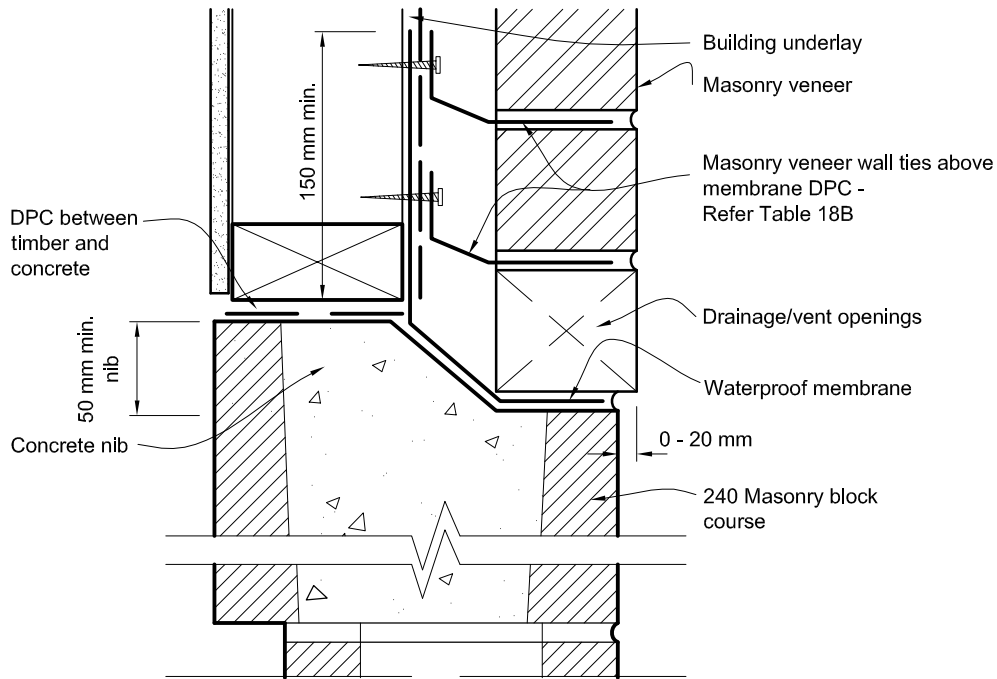 Building underlay
Masonry veneer
150 mm min.
Masonry veneer wall ties above
membrane DPC -
Refer Table 18B
DPC between
timber and
concrete
Drainage/vent openings
50 mm min.
nib
Waterproof membrane
Concrete nib
0 - 20 mm
240 Masonry block
course